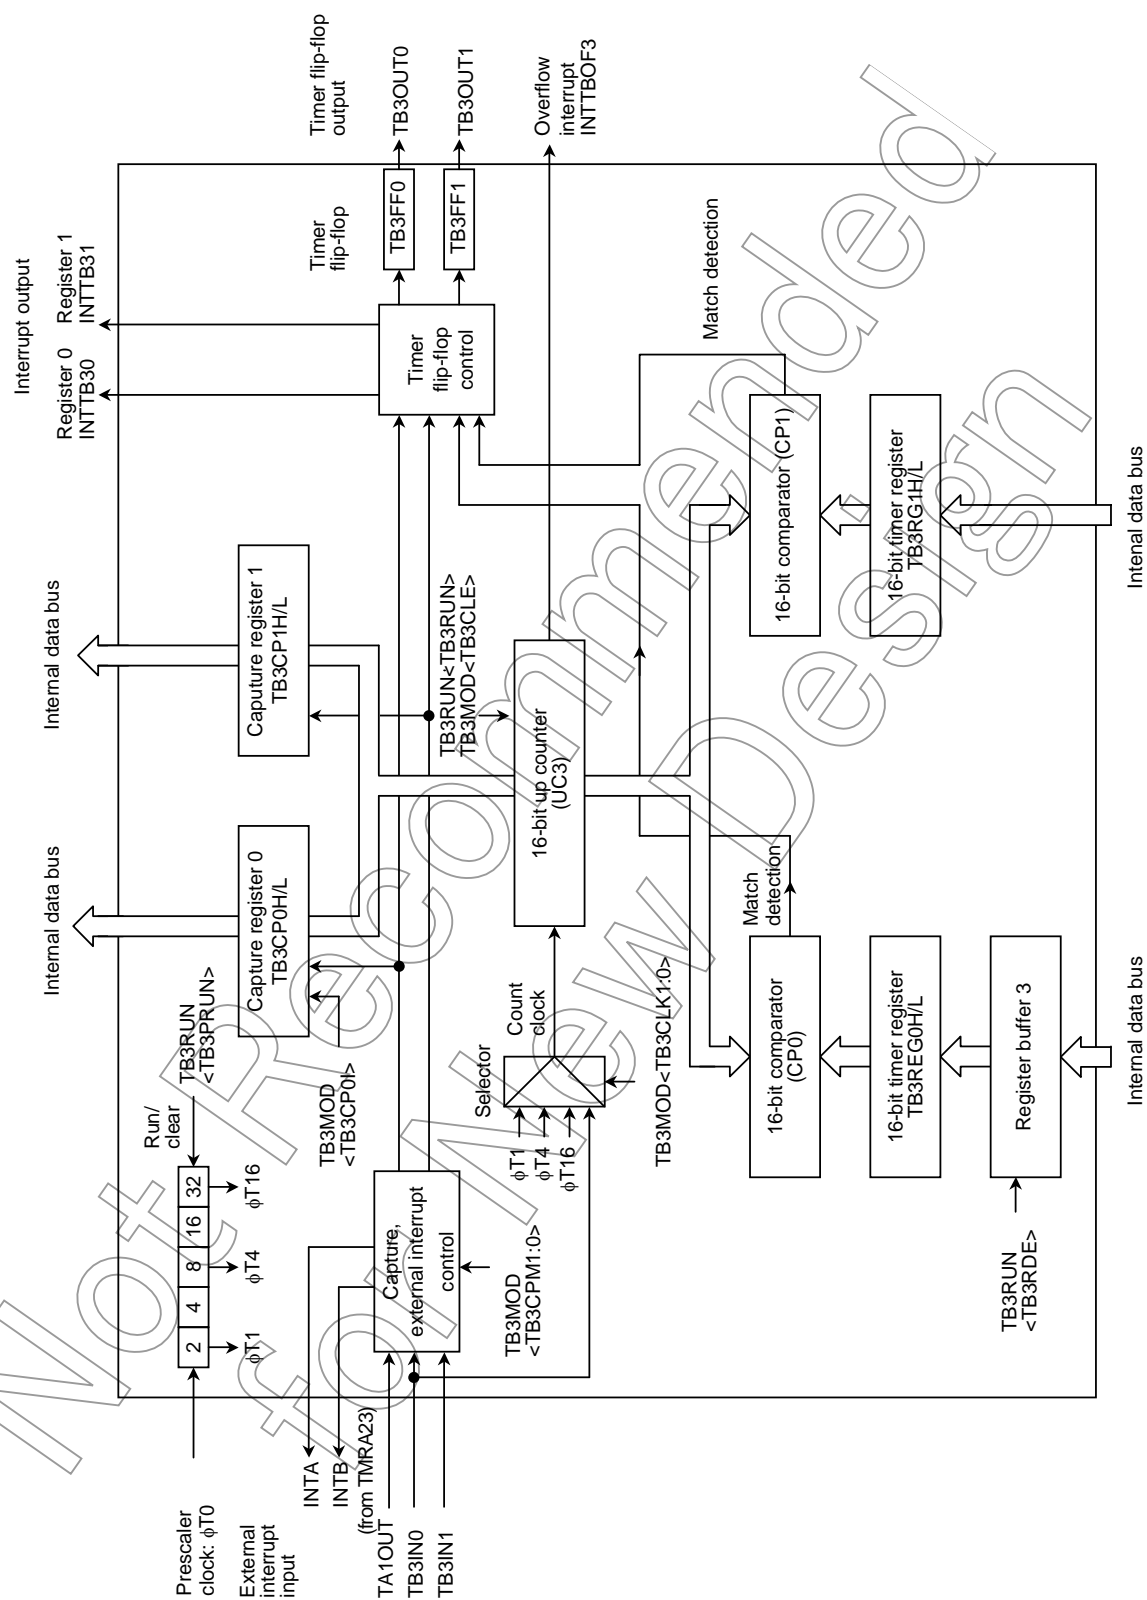 Prescaler
clock: φT0
2
4
8
16
32
Run/
clear
TB3RUN
<TB3PRUN>
φT1
φT4
φT16
External
interrupt
input
INTA
INTB
(from TMRA23)
TA1OUT
TB3IN0
TB3IN1
Capture,
external interrupt
control
TB3MOD
<TB3CPM1:0>
TB3MOD
<TB3CP0I>
Internal data bus
Capture register 0
TB3CP0H/L
Internal data bus
Caputure register 1
TB3CP1H/L
Interrupt output
Register 0
INTTB30
Register 1
INTTB31
Timer
flip-flop
control
Timer
flip-flop
TB3FF0
TB3FF1
Timer flip-flop
output
TB3OUT0
TB3OUT1
Overflow
interrupt
INTTBOF3
Selector
φT1
φT4
φT16
Count
clock
TB3MOD<TB3CLK1:0>
TB3RUN<TB3RUN>
TB3MOD<TB3CLE>
16-bit up counter
(UC3)
Match
detection
Match detection
16-bit comparator
(CP0)
16-bit comparator (CP1)
16-bit timer register
TB3REG0H/L
16-bit timer register
TB3RG1H/L
Register buffer 3
TB3RUN
<TB3RDE>
Internal data bus
Intenal data bus
Not Recommended
for New Design